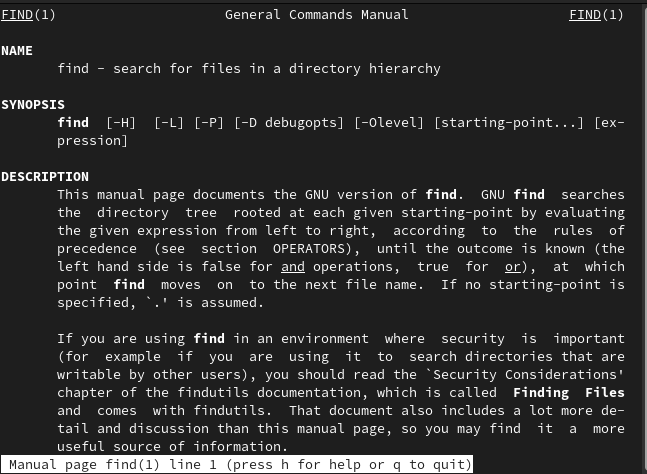 FIND(1) General Commands Manual FIND(1)
NAME
find - search for files in a directory hierarchy
SYNOPSIS
find [-H] [-L] [-P] [-D debugopts] [-Olevel] [starting-point...] [ex-
pression]
DESCRIPTION
This manual page documents the GNU version of find. GNU find searches
the directory tree rooted at each given starting-point by evaluating
the given expression from left to right, according to the rules of
precedence (see section OPERATORS), until the outcome is known (the
left hand side is false for and operations, true for or), at which
point find moves on to the next file name. If no starting-point is
specified, `.' is assumed.
If you are using find in an environment where security is important
(for example if you are using it to search directories that are
writable by other users), you should read the `Security Considerations'
chapter of the findutils documentation, which is called Finding Files
and comes with findutils. That document also includes a lot more de-
tail and discussion than this manual page, so you may find it a more
useful source of information.
Manual page find(1) line 1 (press h for help or q to quit)